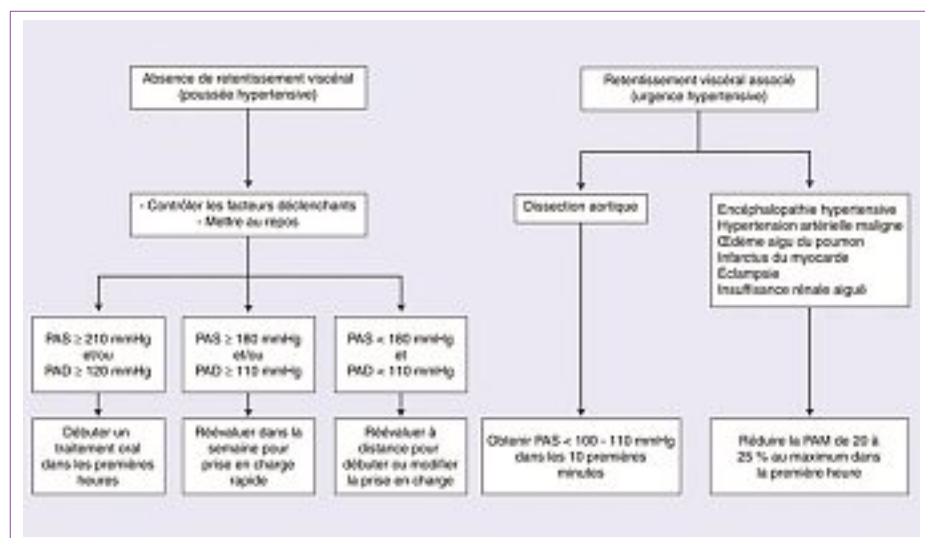 Absence de retentissement viscéral
(poussée hypertensive)
Retentissement viscéral associé
(urgence hypertensive)
- Contrôler les facteurs déclenchants
- Mettre au repos
Dissection aortique
Encéphalopathie hypertensive
Hypertension artérielle maligne
Œdème aigu du poumon
Infarctus du myocarde
Éclampsie
Insuffisance rénale aiguë
PAS ≥ 210 mmHg
et/ou
PAD ≥ 120 mmHg
PAS ≥ 180 mmHg
et/ou
PAD ≥ 110 mmHg
PAS < 180 mmHg
et
PAD < 110 mmHg
Débuter un
traitement oral
dans les premières
heures
Réévaluer dans la
semaine pour
prise en charge
rapide
Réévaluer à
distance pour
débuter ou modifier
la prise en charge
Obtenir PAS < 100 - 110 mmHg
dans les 10 premières
minutes
Réduire la PAM de 20 à
25 % au maximum dans
la première heure